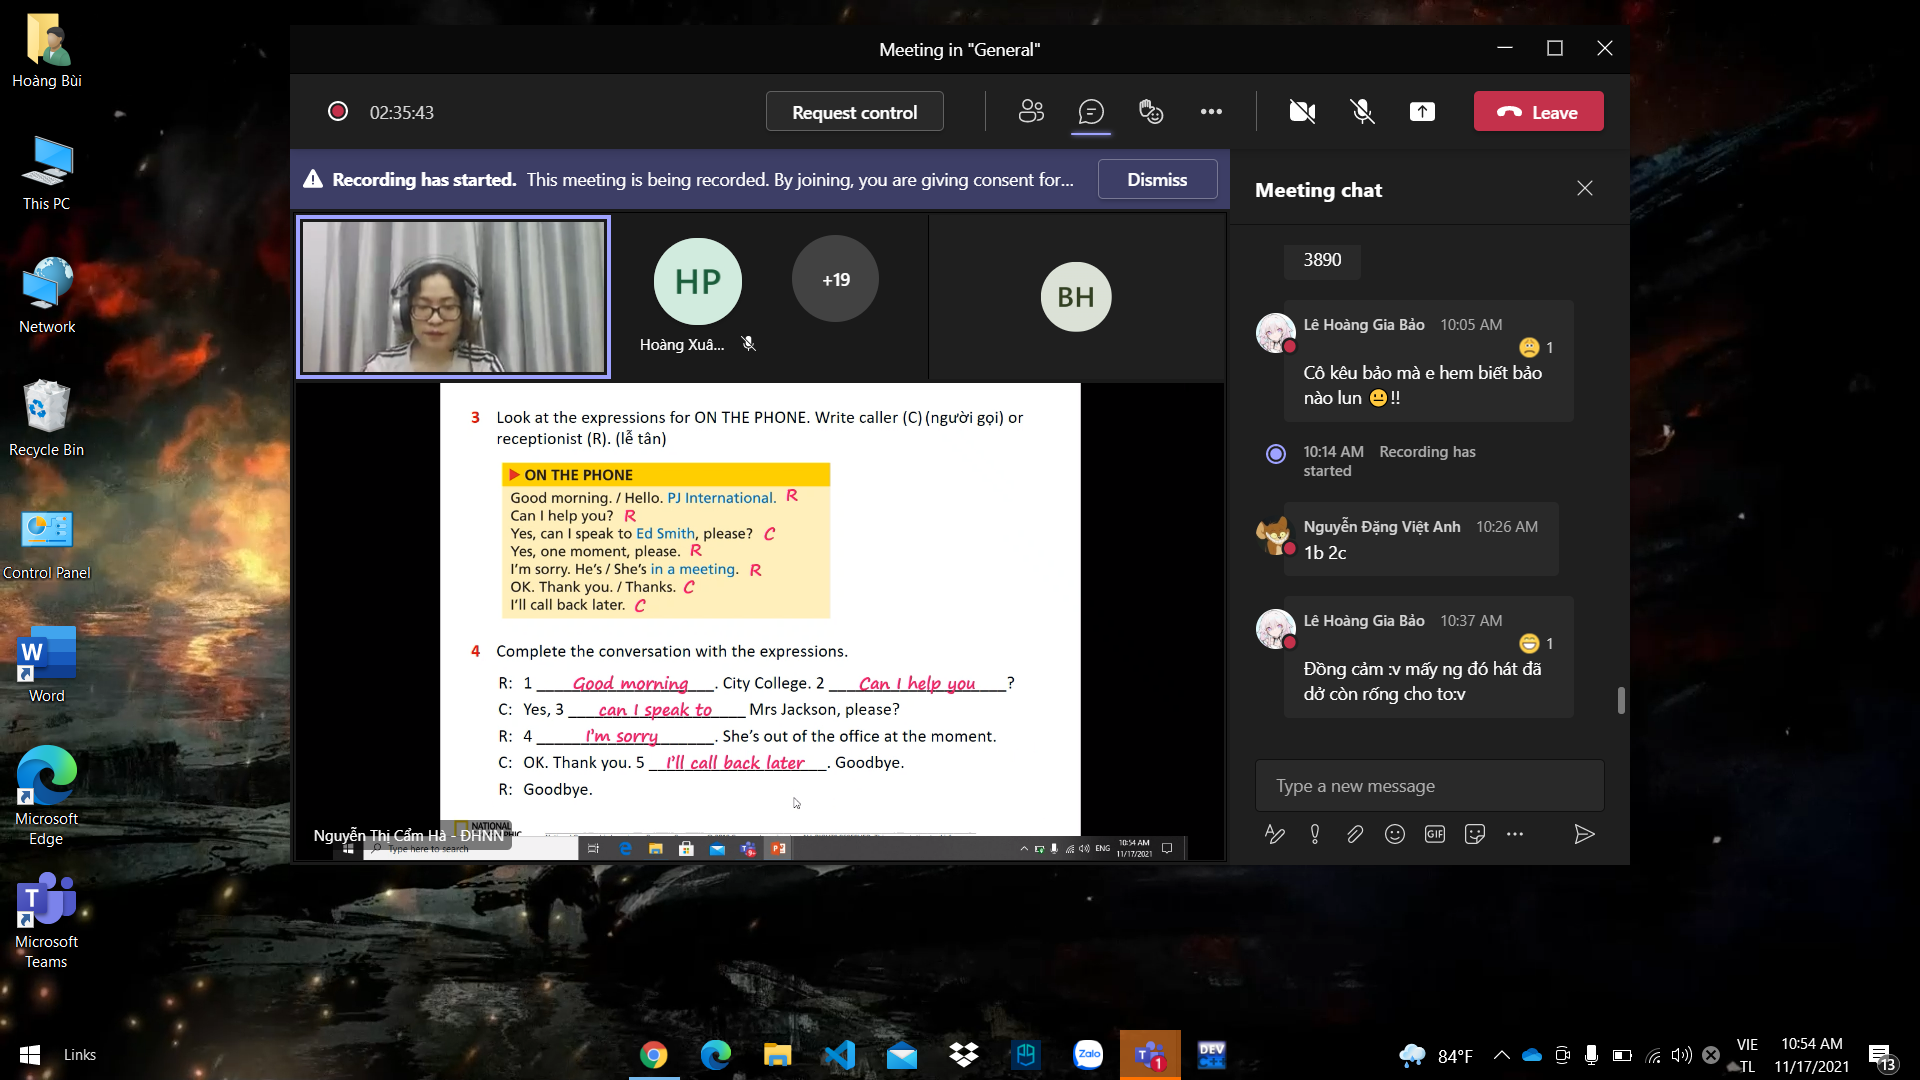 Hoàng Bùi
This PC
Network
Recycle Bin
Control Panel
Word
Microsoft
Edge
Microsoft
Teams
Meeting in "General"
02:35:43
Request control
Leave
Recording has started. This meeting is being recorded. By joining, you are giving consent for...
Dismiss
HP
+19
Hoàng Xuâ...
BH
3 Look at the expressions for ON THE PHONE. Write caller (C) (người gọi) or
receptionist (R). (lễ tân)
ON THE PHONE
Good morning. / Hello. PJ International. R
Can I help you? R
Yes, can I speak to Ed Smith, please? C
Yes, one moment, please. R
I'm sorry. He's / She's in a meeting. R
OK. Thank you. / Thanks. C
I'll call back later. C
4 Complete the conversation with the expressions.
R: 1 Good morning. City College. 2 Can I help you?
C: Yes, 3 can I speak to Mrs Jackson, please?
R: 4 I'm sorry. She's out of the office at the moment.
C: OK. Thank you. 5 I'll call back later. Goodbye.
R: Goodbye.
NATIONAL
Nguyễn Thị Cẩm Hà - ĐHNN
Type here to search
ENG
10:54 AM
11/17/2021
Meeting chat
3890
Lê Hoàng Gia Bảo 10:05 AM
1
Cô kêu bảo mà e hem biết bảo
nào lun !!
10:14 AM Recording has
started
Nguyễn Đặng Việt Anh 10:26 AM
1b 2c
Lê Hoàng Gia Bảo 10:37 AM
1
Đồng cảm :v mấy ng đó hát đã
dở còn rống cho to:v
Type a new message
GIF
Links
Zalo
1
DEV
C++
84°F
VIE
TL
10:54 AM
11/17/2021
13